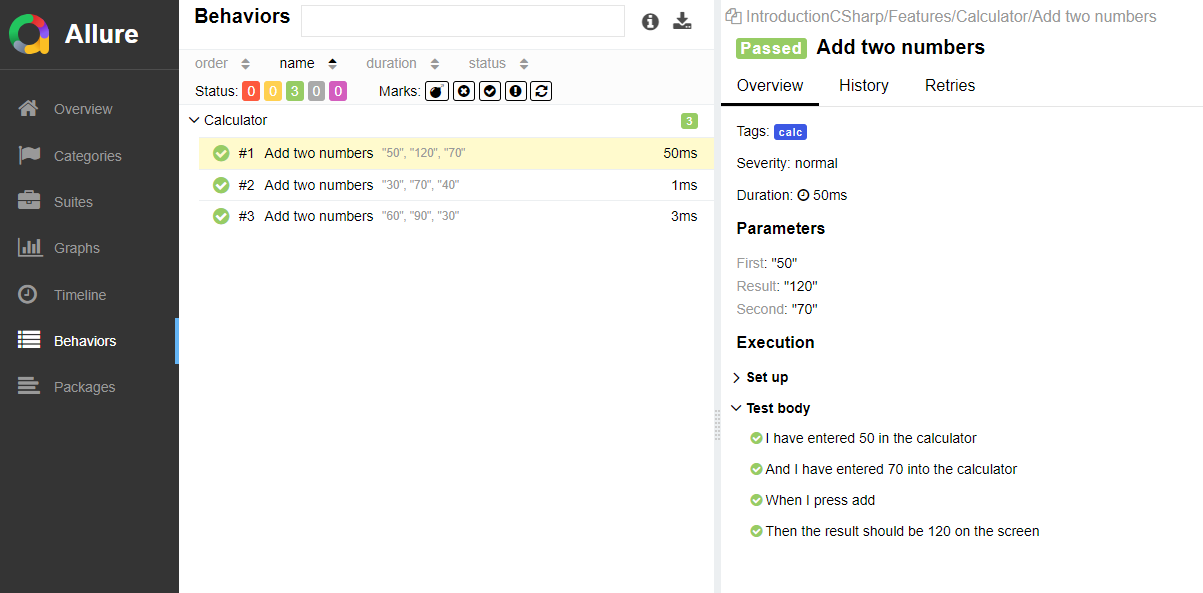 Allure
Overview
Categories
Suites
Graphs
Timeline
Behaviors
Packages
Behaviors
order name duration status
Status: 0 0 3 0 0 Marks:
Calculator 3
#1 Add two numbers "50", "120", "70" 50ms
#2 Add two numbers "30", "70", "40" 1ms
#3 Add two numbers "60", "90", "30" 3ms
IntroductionCSharp/Features/Calculator/Add two numbers
Passed Add two numbers
Overview History Retries
Tags: calc
Severity: normal
Duration: 50ms
Parameters
First: "50"
Result: "120"
Second: "70"
Execution
Set up
Test body
I have entered 50 in the calculator
And I have entered 70 into the calculator
When I press add
Then the result should be 120 on the screen